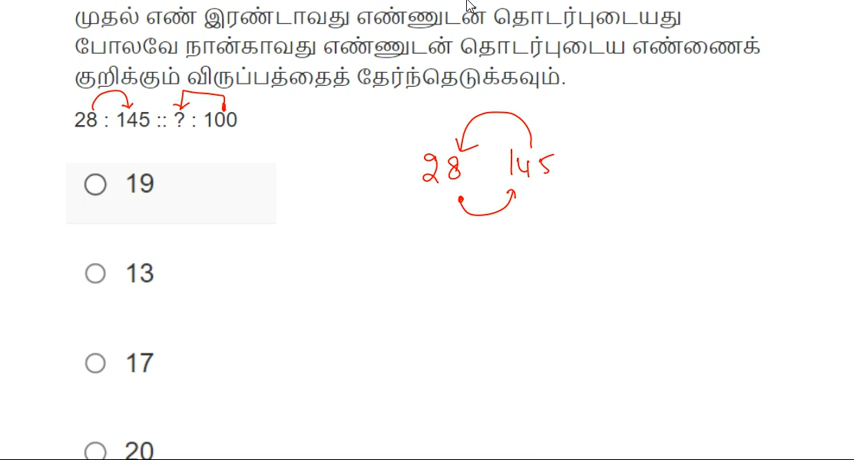 முதல் எண் இரண்டாவது எண்ணுடன் தொடர்புடையது
போலவே நான்காவது எண்ணுடன் தொடர்புடைய எண்ணைக்
குறிக்கும் விருப்பத்தைத் தேர்ந்தெடுக்கவும்.
28 : 145 :: ? : 100
28 145
19
13
17
20